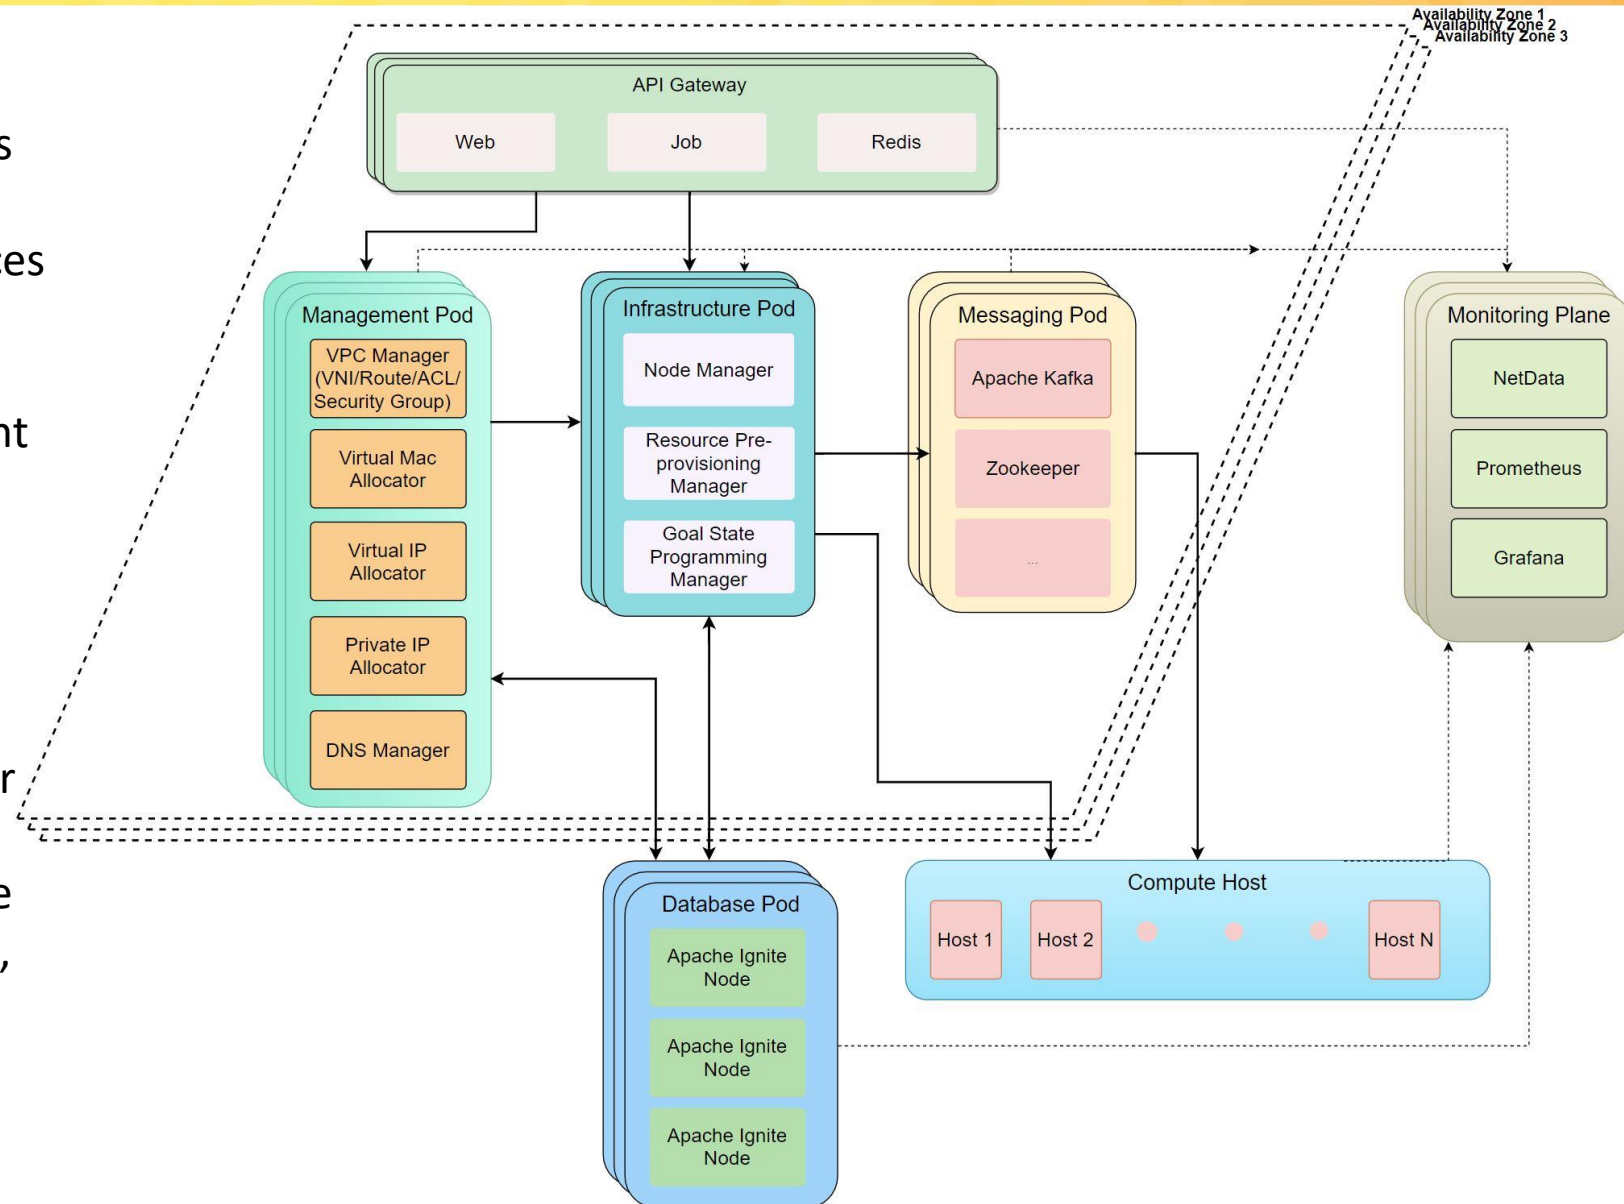 Availability Zone 1
Availability Zone 2
Availability Zone 3
API Gateway
Web
Job
Redis
s
ces
nt
r
e
,
Management Pod
VPC Manager
(VNI/Route/ACL/
Security Group)
Virtual Mac
Allocator
Virtual IP
Allocator
Private IP
Allocator
DNS Manager
Infrastructure Pod
Node Manager
Resource Pre-
provisioning
Manager
Goal State
Programming
Manager
Messaging Pod
Apache Kafka
Zookeeper
...
Monitoring Plane
NetData
Prometheus
Grafana
Database Pod
Apache Ignite
Node
Apache Ignite
Node
Apache Ignite
Node
Compute Host
Host 1
Host 2
Host N